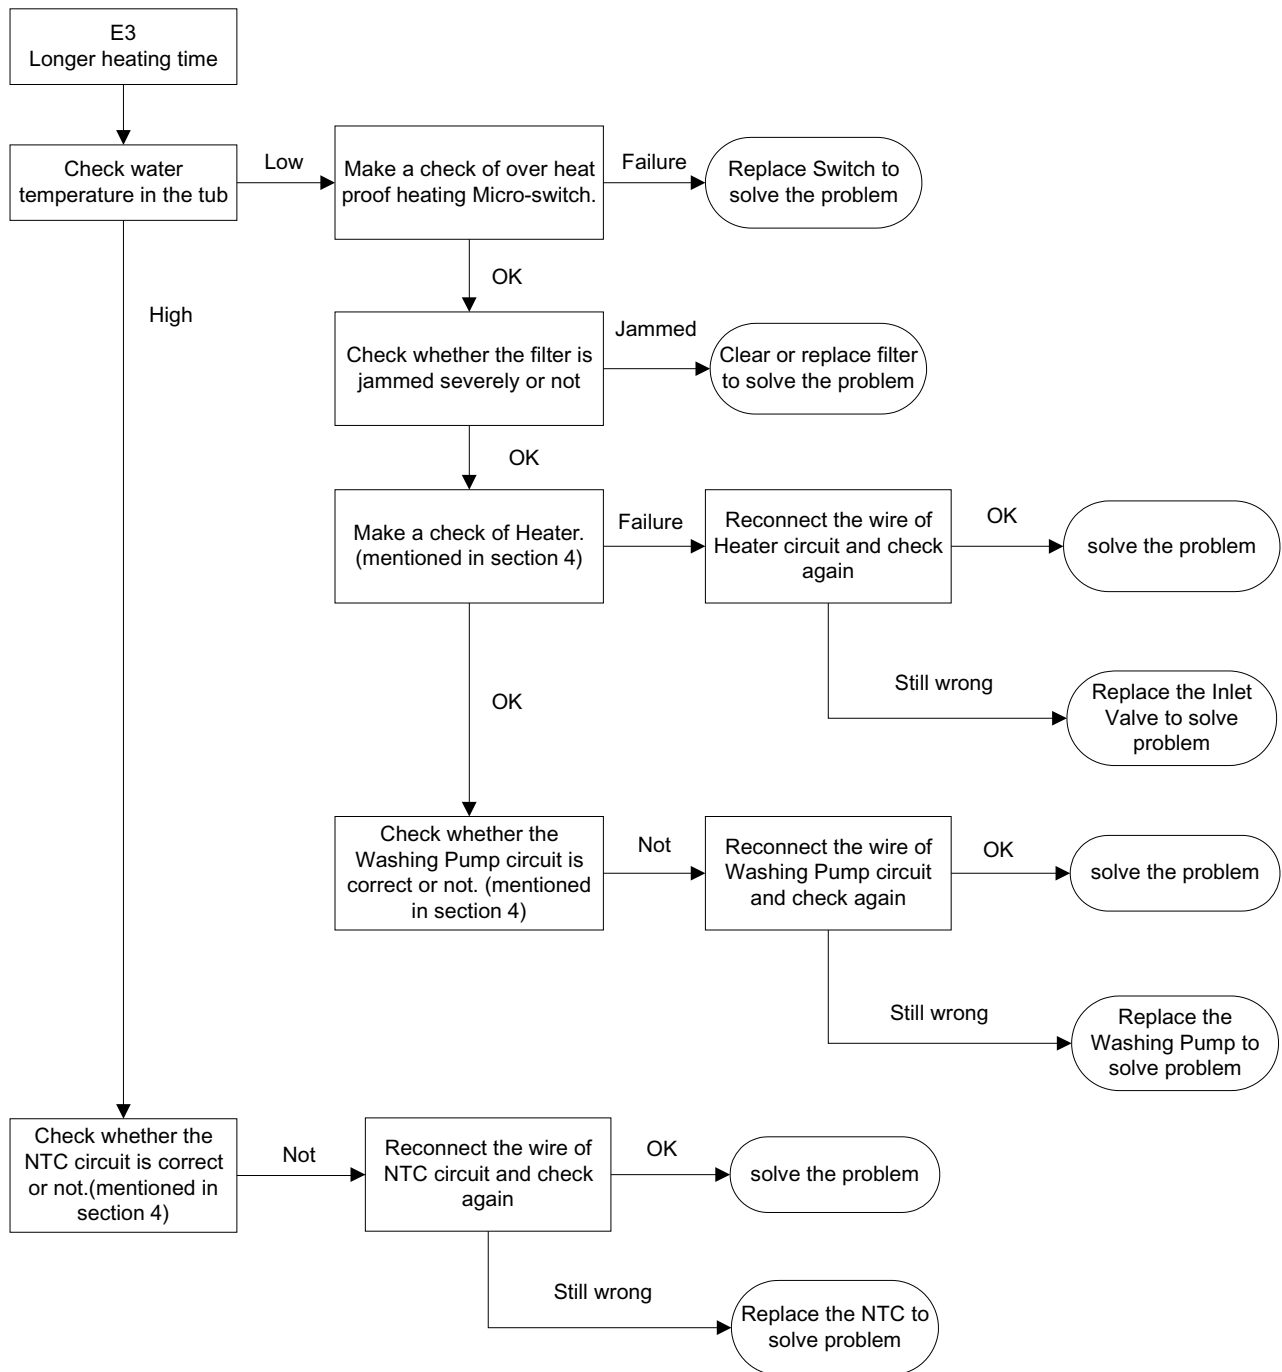 E3
Longer heating time
Check water
temperature in the tub
Low
Make a check of over heat
proof heating Micro-switch.
Failure
Replace Switch to
solve the problem
OK
High
Check whether the filter is
jammed severely or not
Jammed
Clear or replace filter
to solve the problem
OK
Make a check of Heater.
(mentioned in section 4)
Failure
Reconnect the wire of
Heater circuit and check
again
OK
solve the problem
Still wrong
Replace the Inlet
Valve to solve
problem
OK
Check whether the
Washing Pump circuit is
correct or not. (mentioned
in section 4)
Not
Reconnect the wire of
Washing Pump circuit
and check again
OK
solve the problem
Still wrong
Replace the
Washing Pump to
solve problem
Check whether the
NTC circuit is correct
or not.(mentioned in
section 4)
Not
Reconnect the wire of
NTC circuit and check
again
OK
solve the problem
Still wrong
Replace the NTC to
solve problem